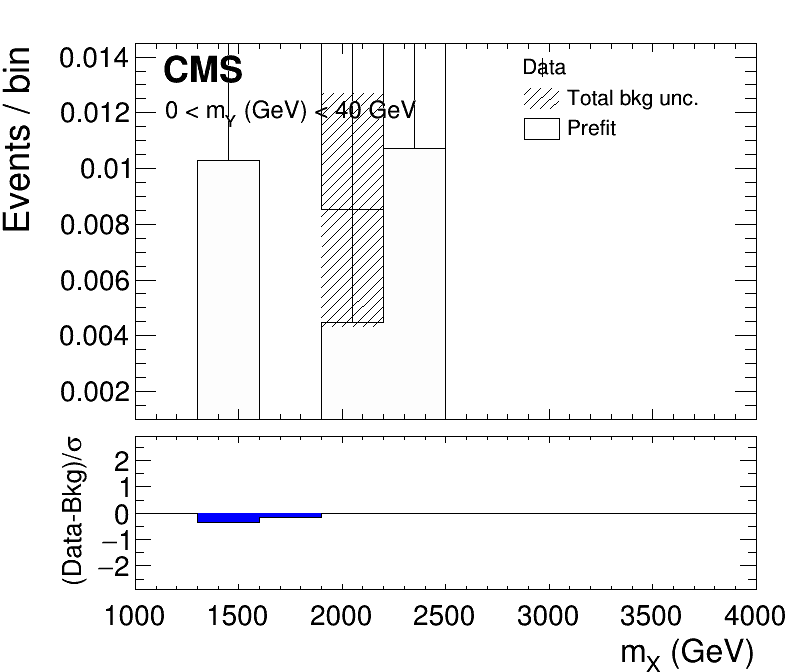 CMS
0 < mY (GeV) < 40 GeV
Data
Total bkg unc.
Prefit
Events / bin
0.014
0.012
0.01
0.008
0.006
0.004
0.002
(Data-Bkg)/σ
2
1
0
−1
−2
1000 1500 2000 2500 3000 3500 4000
mX (GeV)